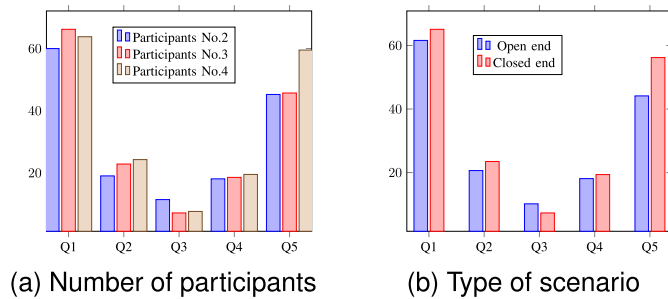 60
40
20
Participants No.2
Participants No.3
Participants No.4
Q1 Q2 Q3 Q4 Q5
(a) Number of participants
60
40
20
Open end
Closed end
Q1 Q2 Q3 Q4 Q5
(b) Type of scenario